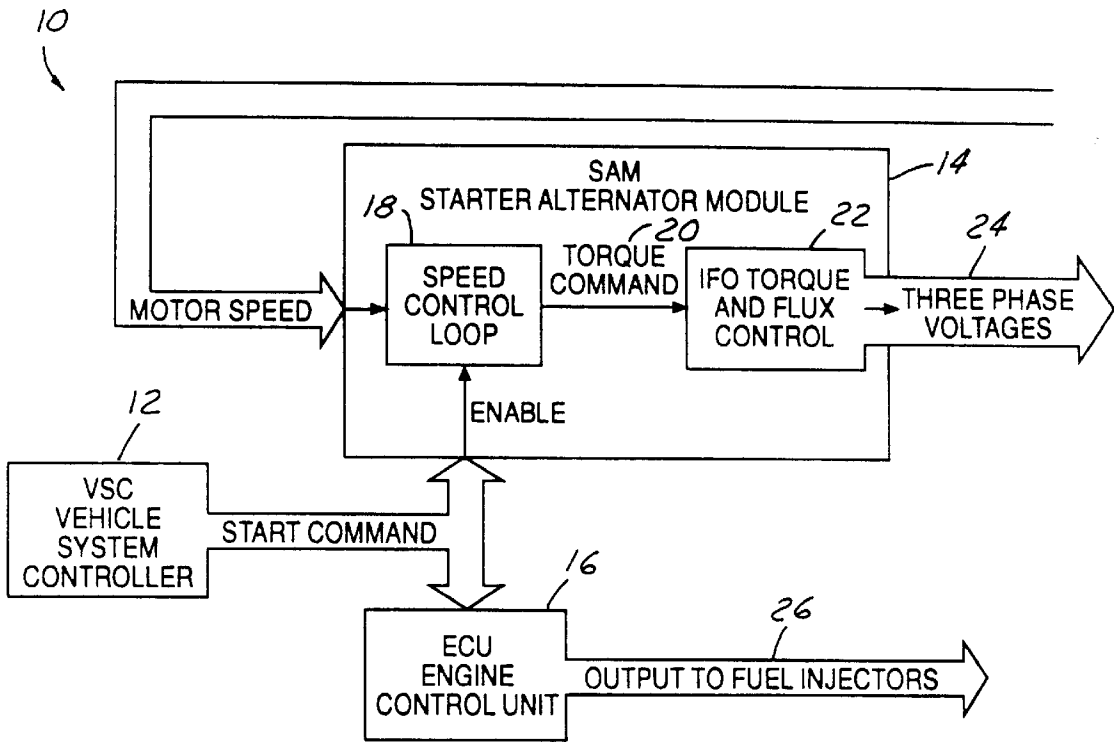 10
SAM
STARTER ALTERNATOR MODULE
14
18
SPEED
CONTROL
LOOP
TORQUE 20
COMMAND
22
IFO TORQUE
AND FLUX
CONTROL
24
THREE PHASE
VOLTAGES
MOTOR SPEED
ENABLE
12
VSC
VEHICLE
SYSTEM
CONTROLLER
START COMMAND
16
ECU
ENGINE
CONTROL UNIT
26
OUTPUT TO FUEL INJECTORS